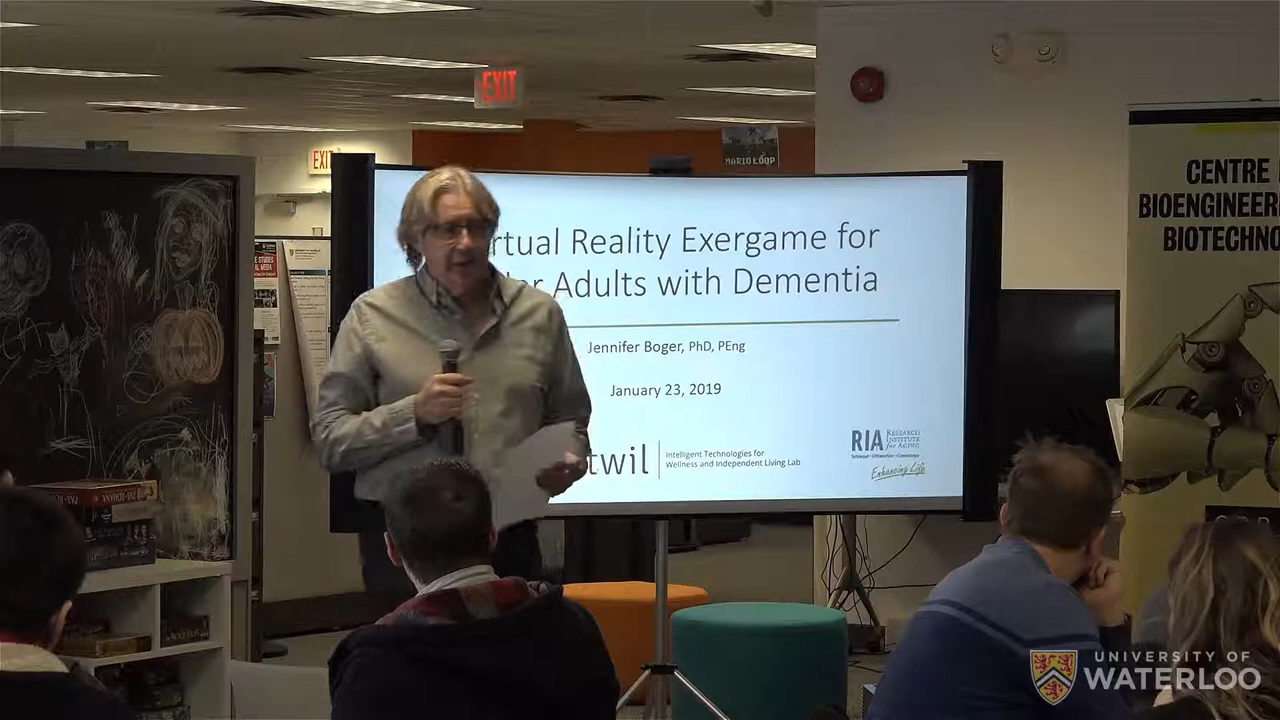 EXIT
EXIT
MARIO LOOP
rtual Reality Exergame for
r Adults with Dementia
Jennifer Boger, PhD, PEng
January 23, 2019
twil
Intelligent Technologies for
Wellness and Independent Living Lab
RIA RESEARCH
INSTITUTE
for AGING
Enhancing Life
CENTRE
BIOENGINEER
BIOTECHNO
UNIVERSITY OF
WATERLOO